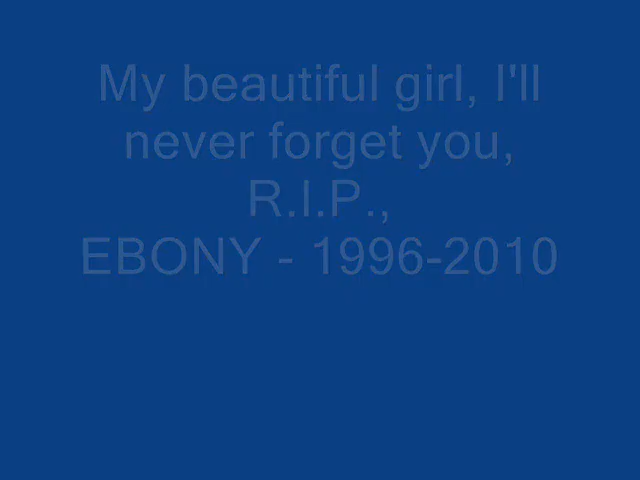 My beautiful girl, I'll
never forget you,
R.I.P.,
EBONY - 1996-2010